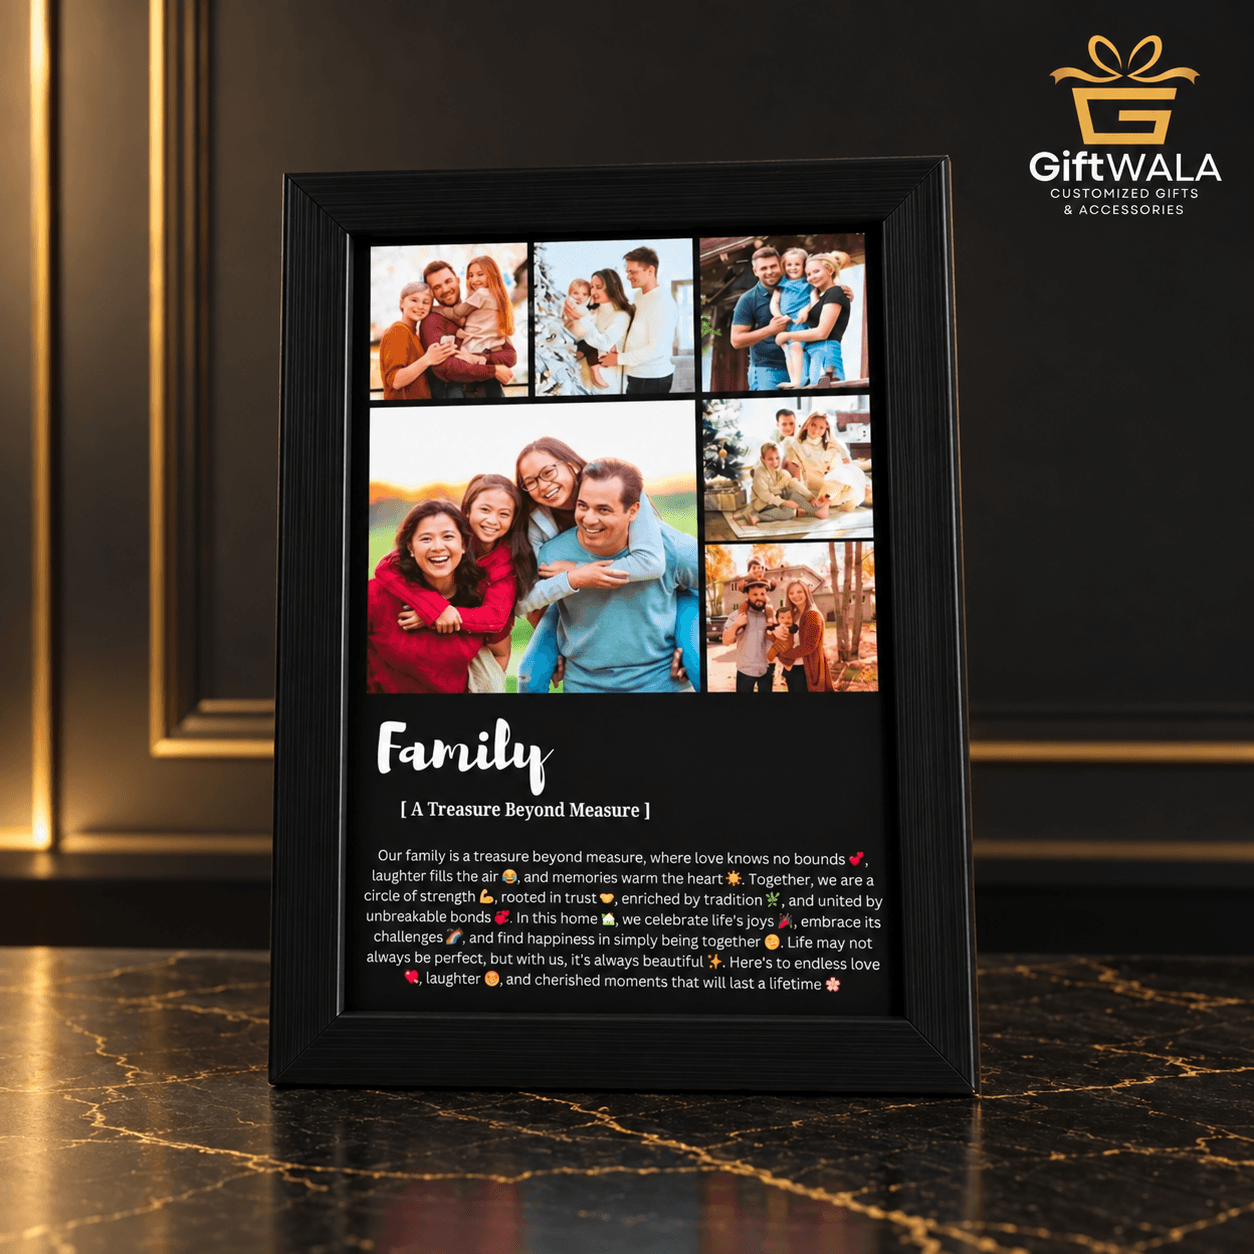 GiftWALA
CUSTOMIZED GIFTS
& ACCESSORIES
Family
[ A Treasure Beyond Measure ]
Our family is a treasure beyond measure, where love knows no bounds 💕,
laughter fills the air 😂, and memories warm the heart ☀️. Together, we are a
circle of strength 💪, rooted in trust 🤝, enriched by tradition 🌿, and united by
unbreakable bonds 💞. In this home 🏡, we celebrate life's joys 🎉, embrace its
challenges 🌈, and find happiness in simply being together 😊. Life may not
always be perfect, but with us, it's always beautiful ✨. Here's to endless love
💘, laughter 😊, and cherished moments that will last a lifetime 🌸